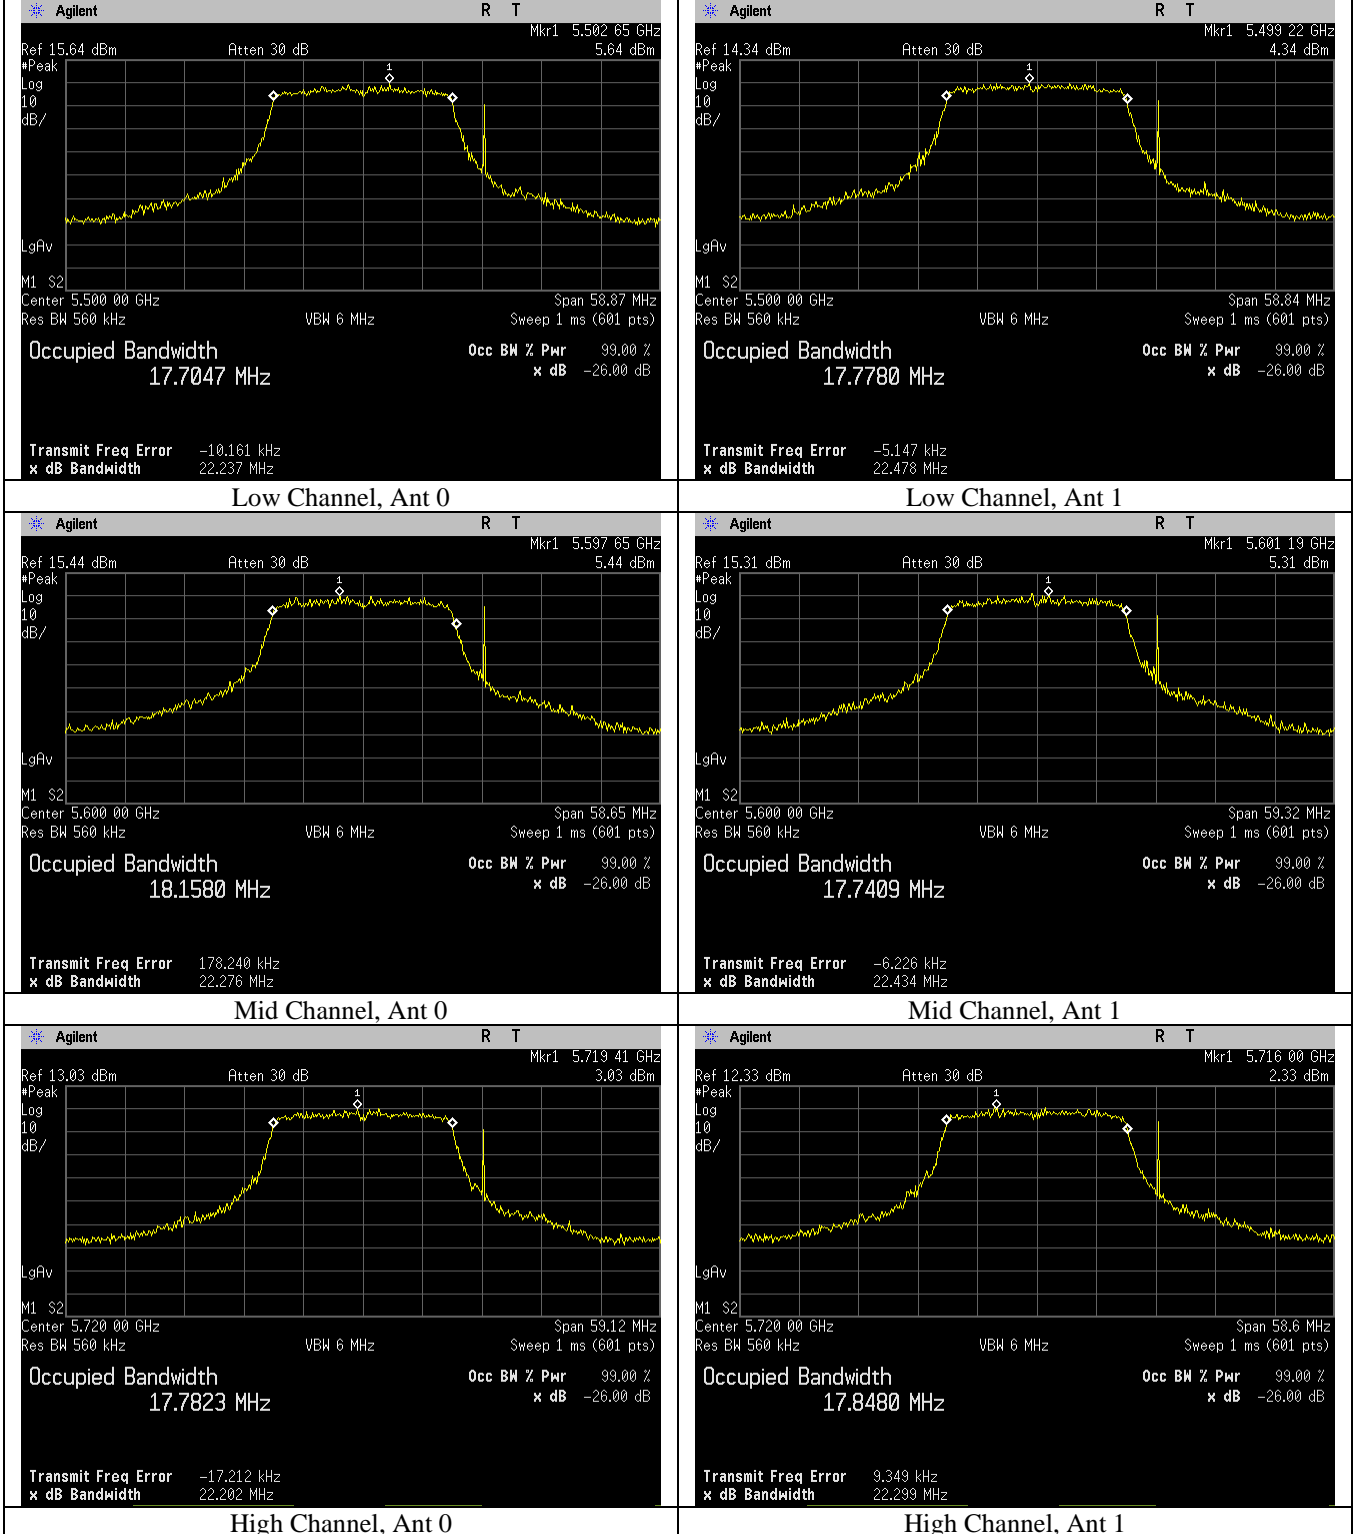 Agilent R T
Mkr1 5.502 65 GHz
Ref 15.64 dBm Atten 30 dB 5.64 dBm
#Peak
Log
10
dB/
1
LgAv
M1 S2
Center 5.500 00 GHz Span 58.87 MHz
Res BW 560 kHz VBW 6 MHz Sweep 1 ms (601 pts)
Occupied Bandwidth Occ BW % Pwr 99.00 %
17.7047 MHz x dB -26.00 dB
Transmit Freq Error -10.161 kHz
x dB Bandwidth 22.237 MHz
Low Channel, Ant 0
Agilent R T
Mkr1 5.499 22 GHz
Ref 14.34 dBm Atten 30 dB 4.34 dBm
#Peak
Log
10
dB/
1
LgAv
M1 S2
Center 5.500 00 GHz Span 58.84 MHz
Res BW 560 kHz VBW 6 MHz Sweep 1 ms (601 pts)
Occupied Bandwidth Occ BW % Pwr 99.00 %
17.7780 MHz x dB -26.00 dB
Transmit Freq Error -5.147 kHz
x dB Bandwidth 22.478 MHz
Low Channel, Ant 1
Agilent R T
Mkr1 5.597 65 GHz
Ref 15.44 dBm Atten 30 dB 5.44 dBm
#Peak
Log
10
dB/
1
LgAv
M1 S2
Center 5.600 00 GHz Span 58.65 MHz
Res BW 560 kHz VBW 6 MHz Sweep 1 ms (601 pts)
Occupied Bandwidth Occ BW % Pwr 99.00 %
18.1580 MHz x dB -26.00 dB
Transmit Freq Error 178.240 kHz
x dB Bandwidth 22.276 MHz
Mid Channel, Ant 0
Agilent R T
Mkr1 5.601 19 GHz
Ref 15.31 dBm Atten 30 dB 5.31 dBm
#Peak
Log
10
dB/
1
LgAv
M1 S2
Center 5.600 00 GHz Span 59.32 MHz
Res BW 560 kHz VBW 6 MHz Sweep 1 ms (601 pts)
Occupied Bandwidth Occ BW % Pwr 99.00 %
17.7409 MHz x dB -26.00 dB
Transmit Freq Error -6.226 kHz
x dB Bandwidth 22.434 MHz
Mid Channel, Ant 1
Agilent R T
Mkr1 5.719 41 GHz
Ref 13.03 dBm Atten 30 dB 3.03 dBm
#Peak
Log
10
dB/
1
LgAv
M1 S2
Center 5.720 00 GHz Span 59.12 MHz
Res BW 560 kHz VBW 6 MHz Sweep 1 ms (601 pts)
Occupied Bandwidth Occ BW % Pwr 99.00 %
17.7823 MHz x dB -26.00 dB
Transmit Freq Error -17.212 kHz
x dB Bandwidth 22.202 MHz
High Channel, Ant 0
Agilent R T
Mkr1 5.716 00 GHz
Ref 12.33 dBm Atten 30 dB 2.33 dBm
#Peak
Log
10
dB/
1
LgAv
M1 S2
Center 5.720 00 GHz Span 58.6 MHz
Res BW 560 kHz VBW 6 MHz Sweep 1 ms (601 pts)
Occupied Bandwidth Occ BW % Pwr 99.00 %
17.8480 MHz x dB -26.00 dB
Transmit Freq Error 9.349 kHz
x dB Bandwidth 22.299 MHz
High Channel, Ant 1